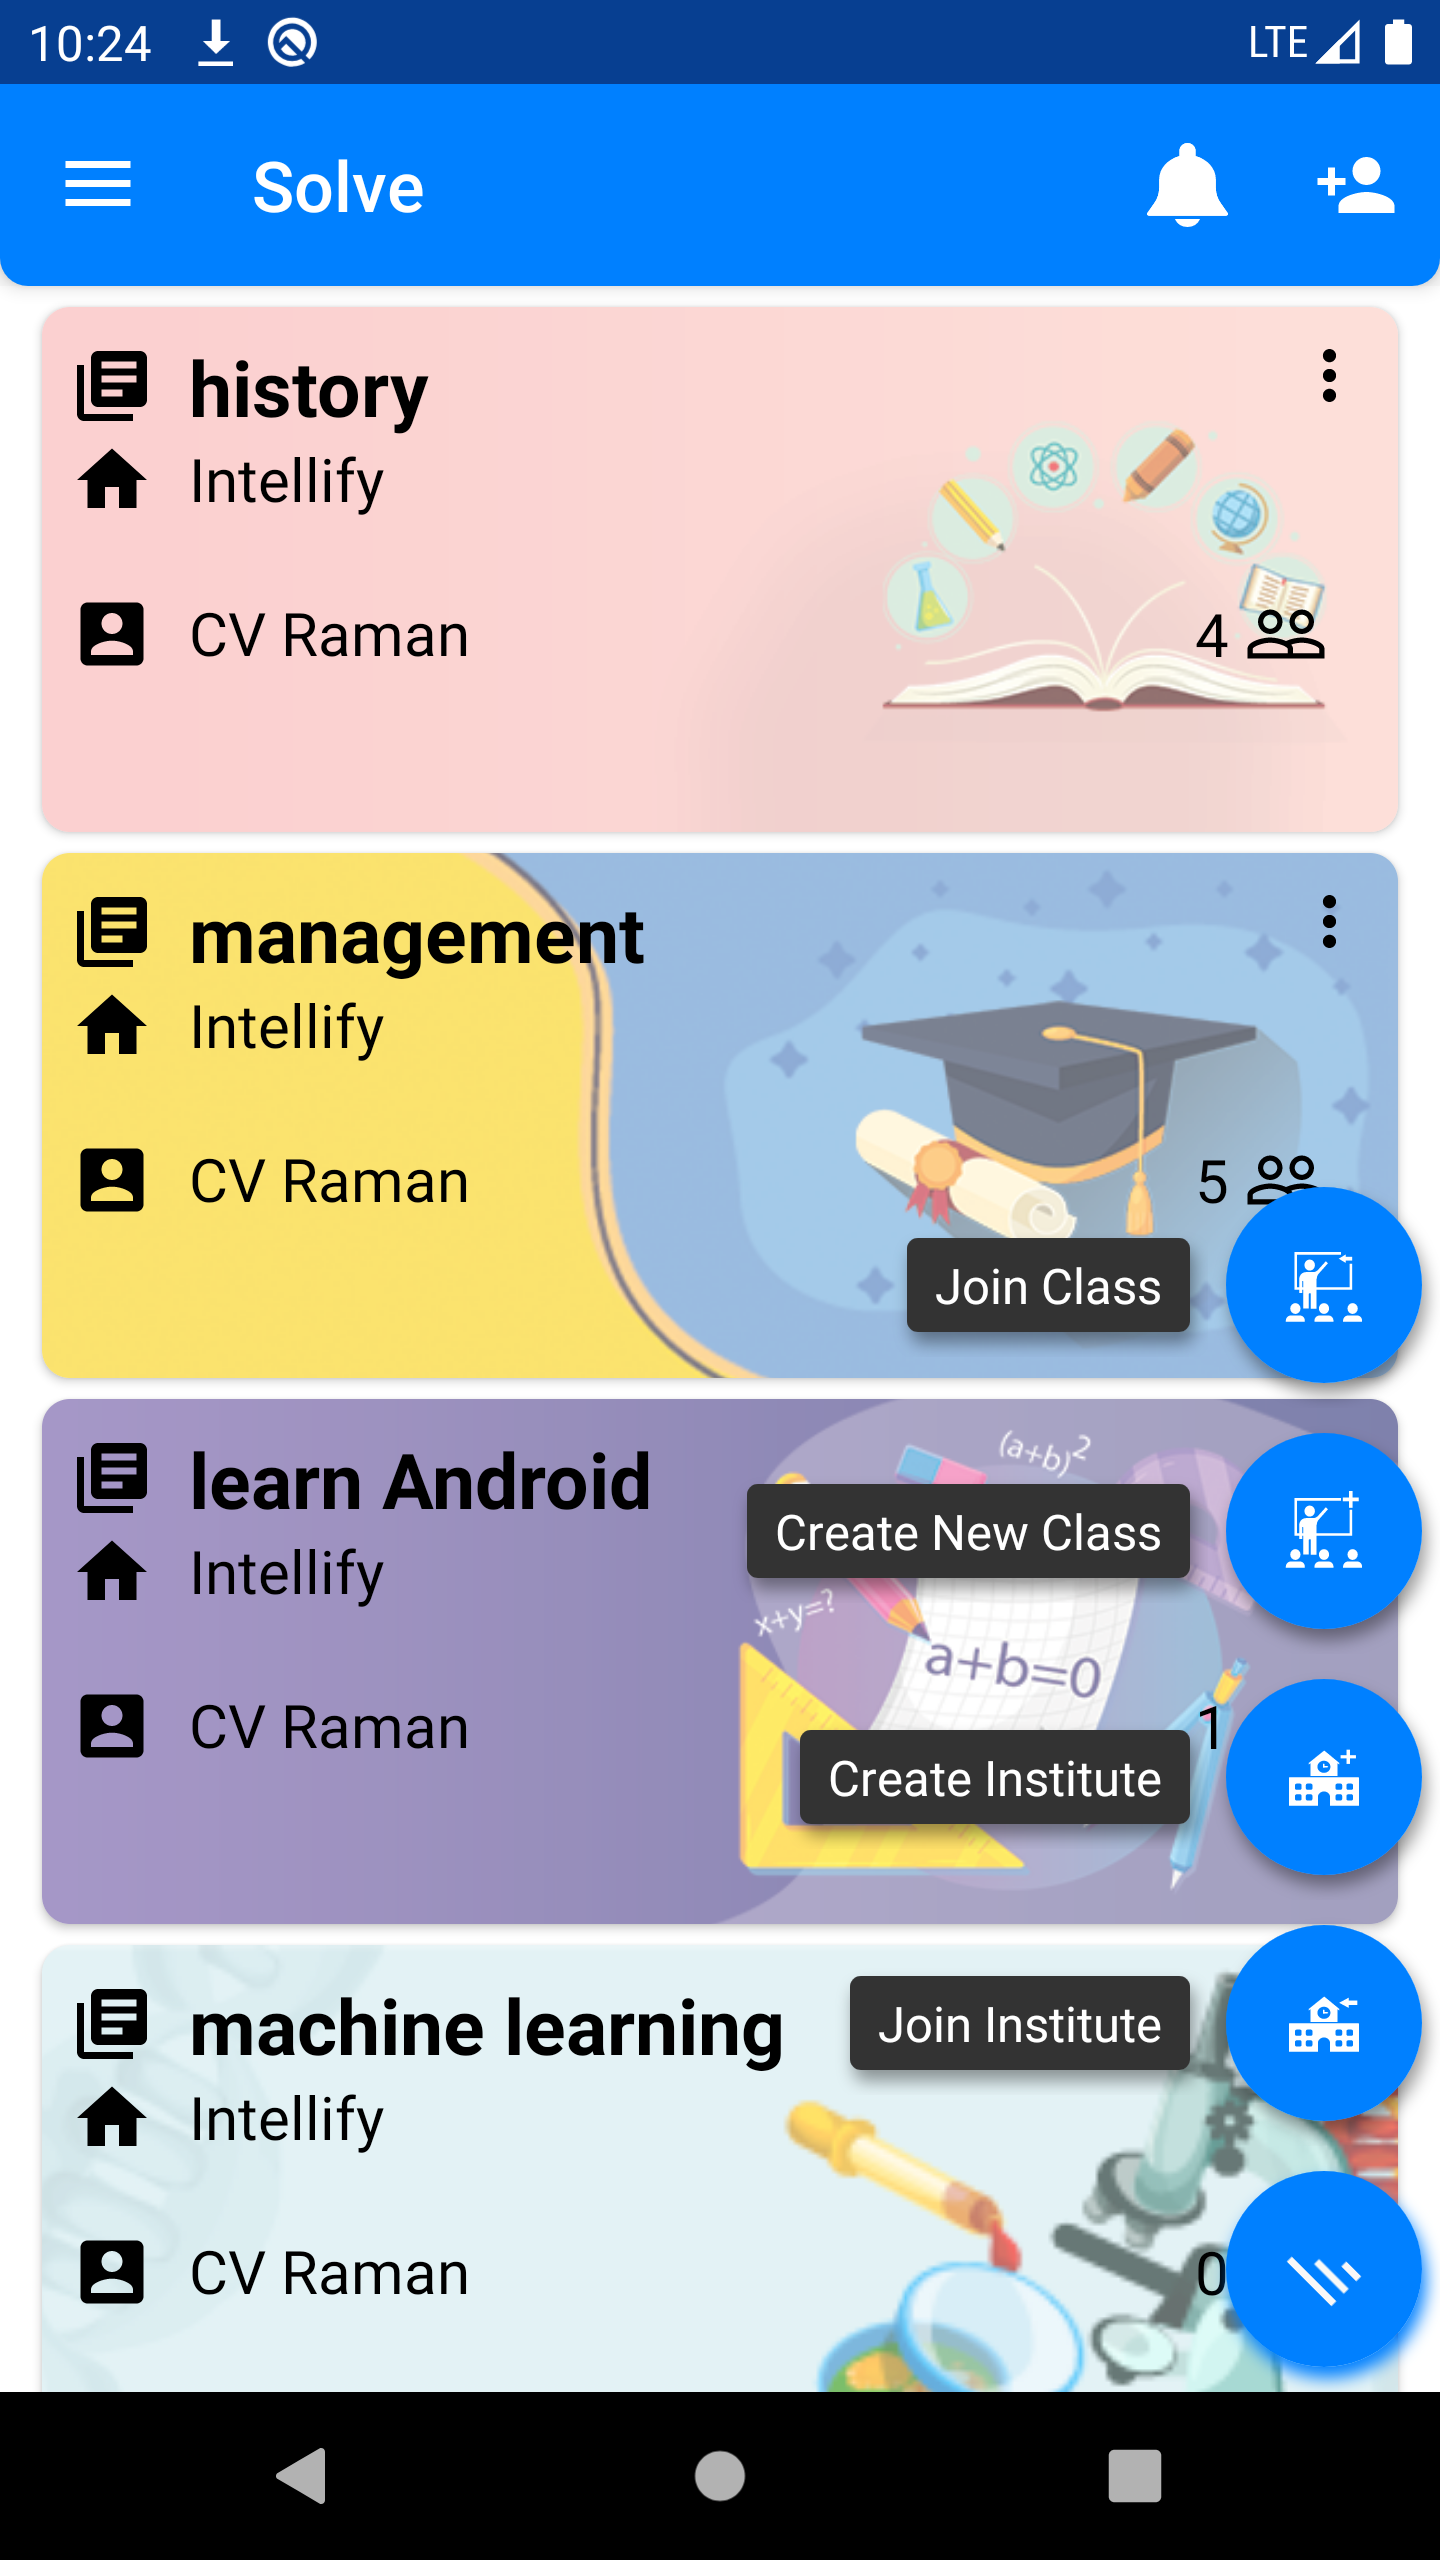 10:24
LTE
Solve
history
Intellify
CV Raman
4
management
Intellify
CV Raman
5
Join Class
learn Android
(a+b)2
Create New Class
Intellify
x+y=?
a+b=0
CV Raman
1
Create Institute
machine learning
Join Institute
Intellify
CV Raman
0